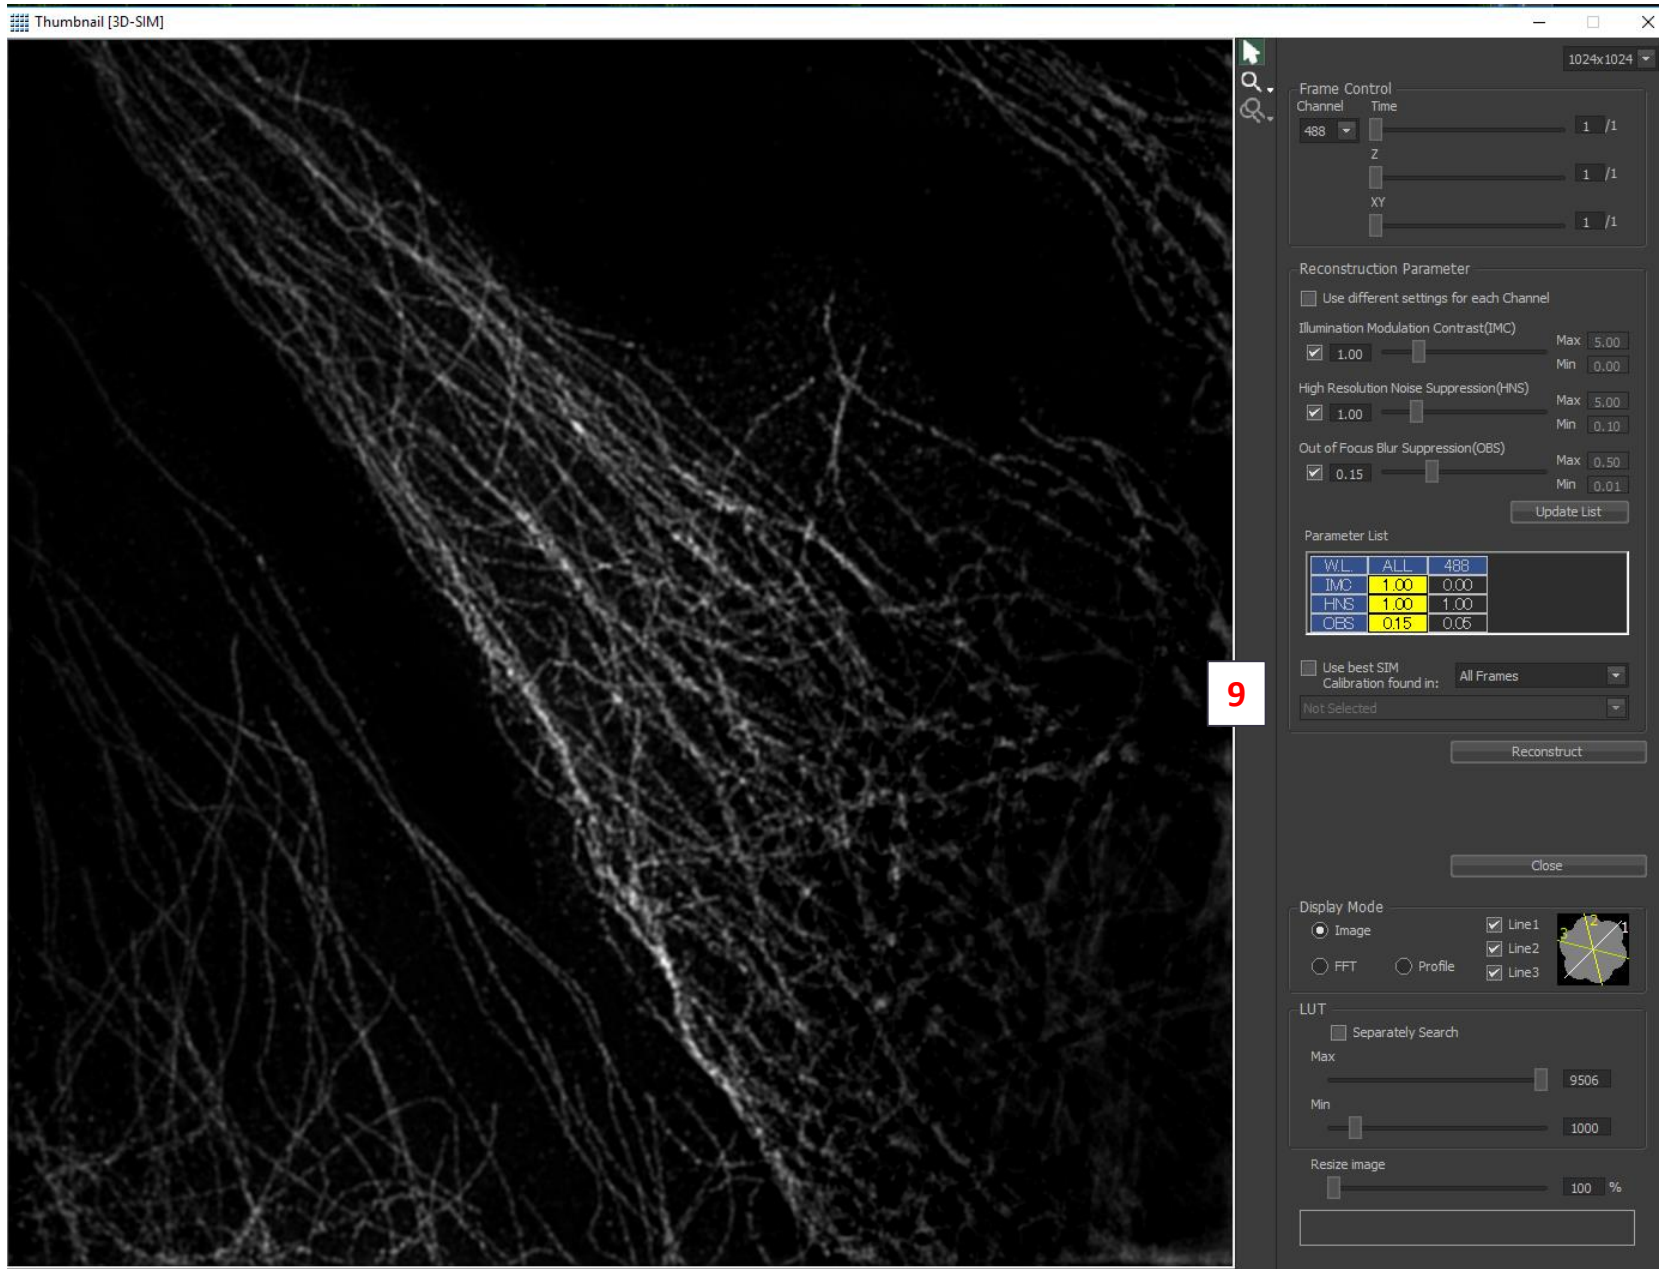 Thumbnail [3D-SIM]
1024x1024
Frame Control
Channel Time
488 1 /1
Z
1 /1
XY
1 /1
Reconstruction Parameter
Use different settings for each Channel
Illumination Modulation Contrast(IMC)
1.00 Max 5.00
Min 0.00
High Resolution Noise Suppression(HNS)
1.00 Max 5.00
Min 0.10
Out of Focus Blur Suppression(OBS)
0.15 Max 0.50
Min 0.01
Update List
Parameter List
W.L. ALL 488
IMC 1.00 0.00
HNS 1.00 1.00
OBS 0.15 0.05
Use best SIM
Calibration found in: All Frames
9
Not Selected
Reconstruct
Close
Display Mode
Image Line1
Line2
FFT Profile Line3
1
2
3
LUT
Separately Search
Max
9506
Min
1000
Resize image
100 %